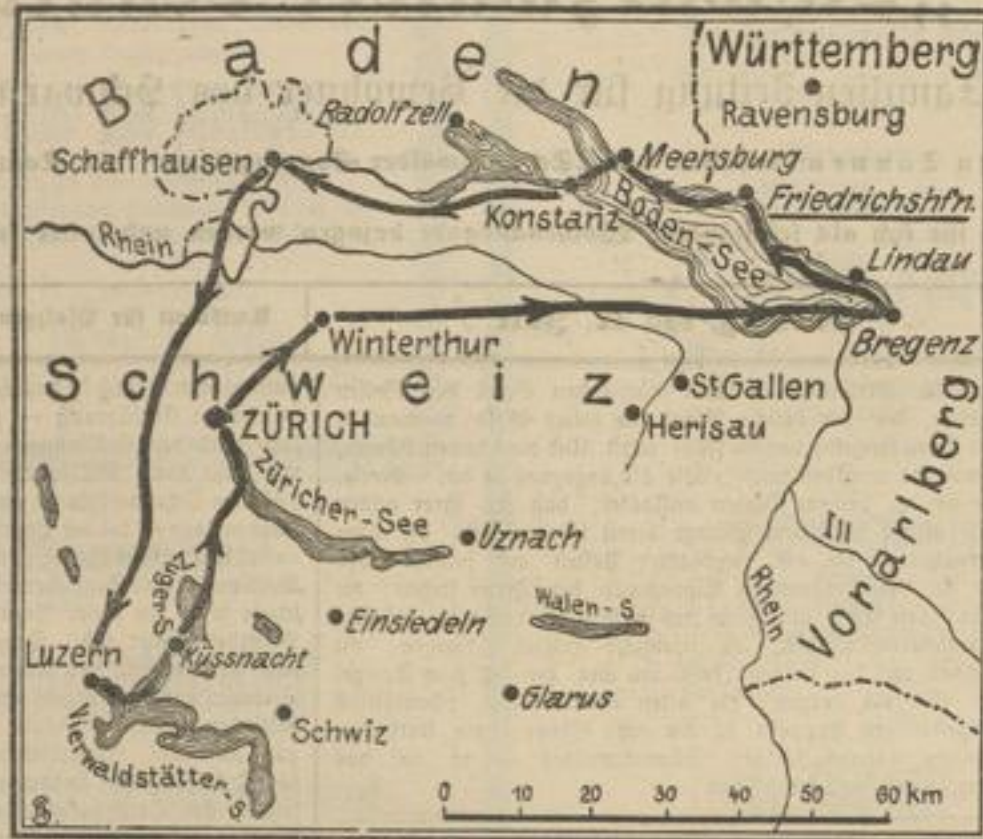 Baden
Württemberg
Ravensburg
Radolfzell
Schaffhausen
Meersburg
Konstanz
Boden-See
Friedrichshfn.
Rhein
Lindau
Winterthur
Bregenz
Schweiz
St Gallen
ZÜRICH
Herisau
Züricher-See
Uznach
Ill
Vorarlberg
Rhein
Zuger-S
Walen-S
Einsiedeln
Luzern
Küssnacht
Glarus
Schwiz
Vierwaldstätter-S
0 10 20 30 40 50 60 km